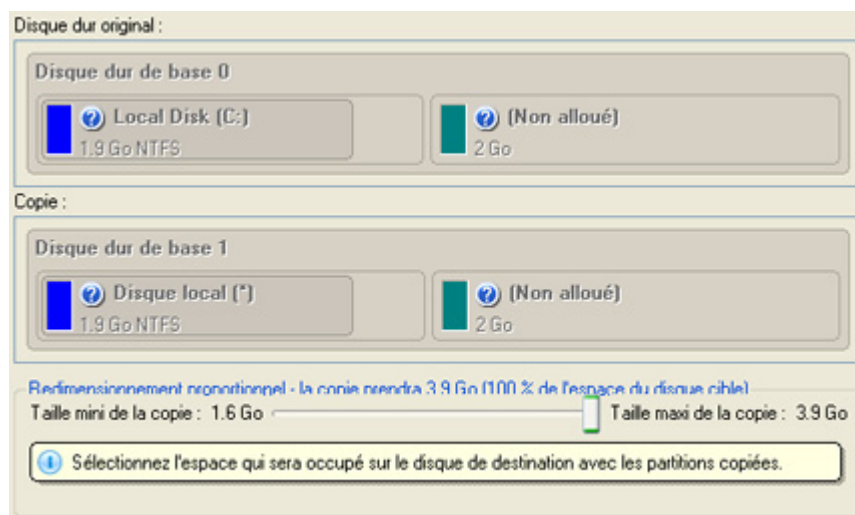 Disque dur original :
Disque dur de base 0
Local Disk (C:)
1.9 Go NTFS
(Non alloué)
2 Go
Copie :
Disque dur de base 1
Disque local (*)
1.9 Go NTFS
(Non alloué)
2 Go
Redimensionnement proportionnel - la copie prendra 3.9 Go (100 % de l'espace du disque cible)
Taille mini de la copie : 1.6 Go
Taille maxi de la copie : 3.9 Go
Sélectionnez l'espace qui sera occupé sur le disque de destination avec les partitions copiées.